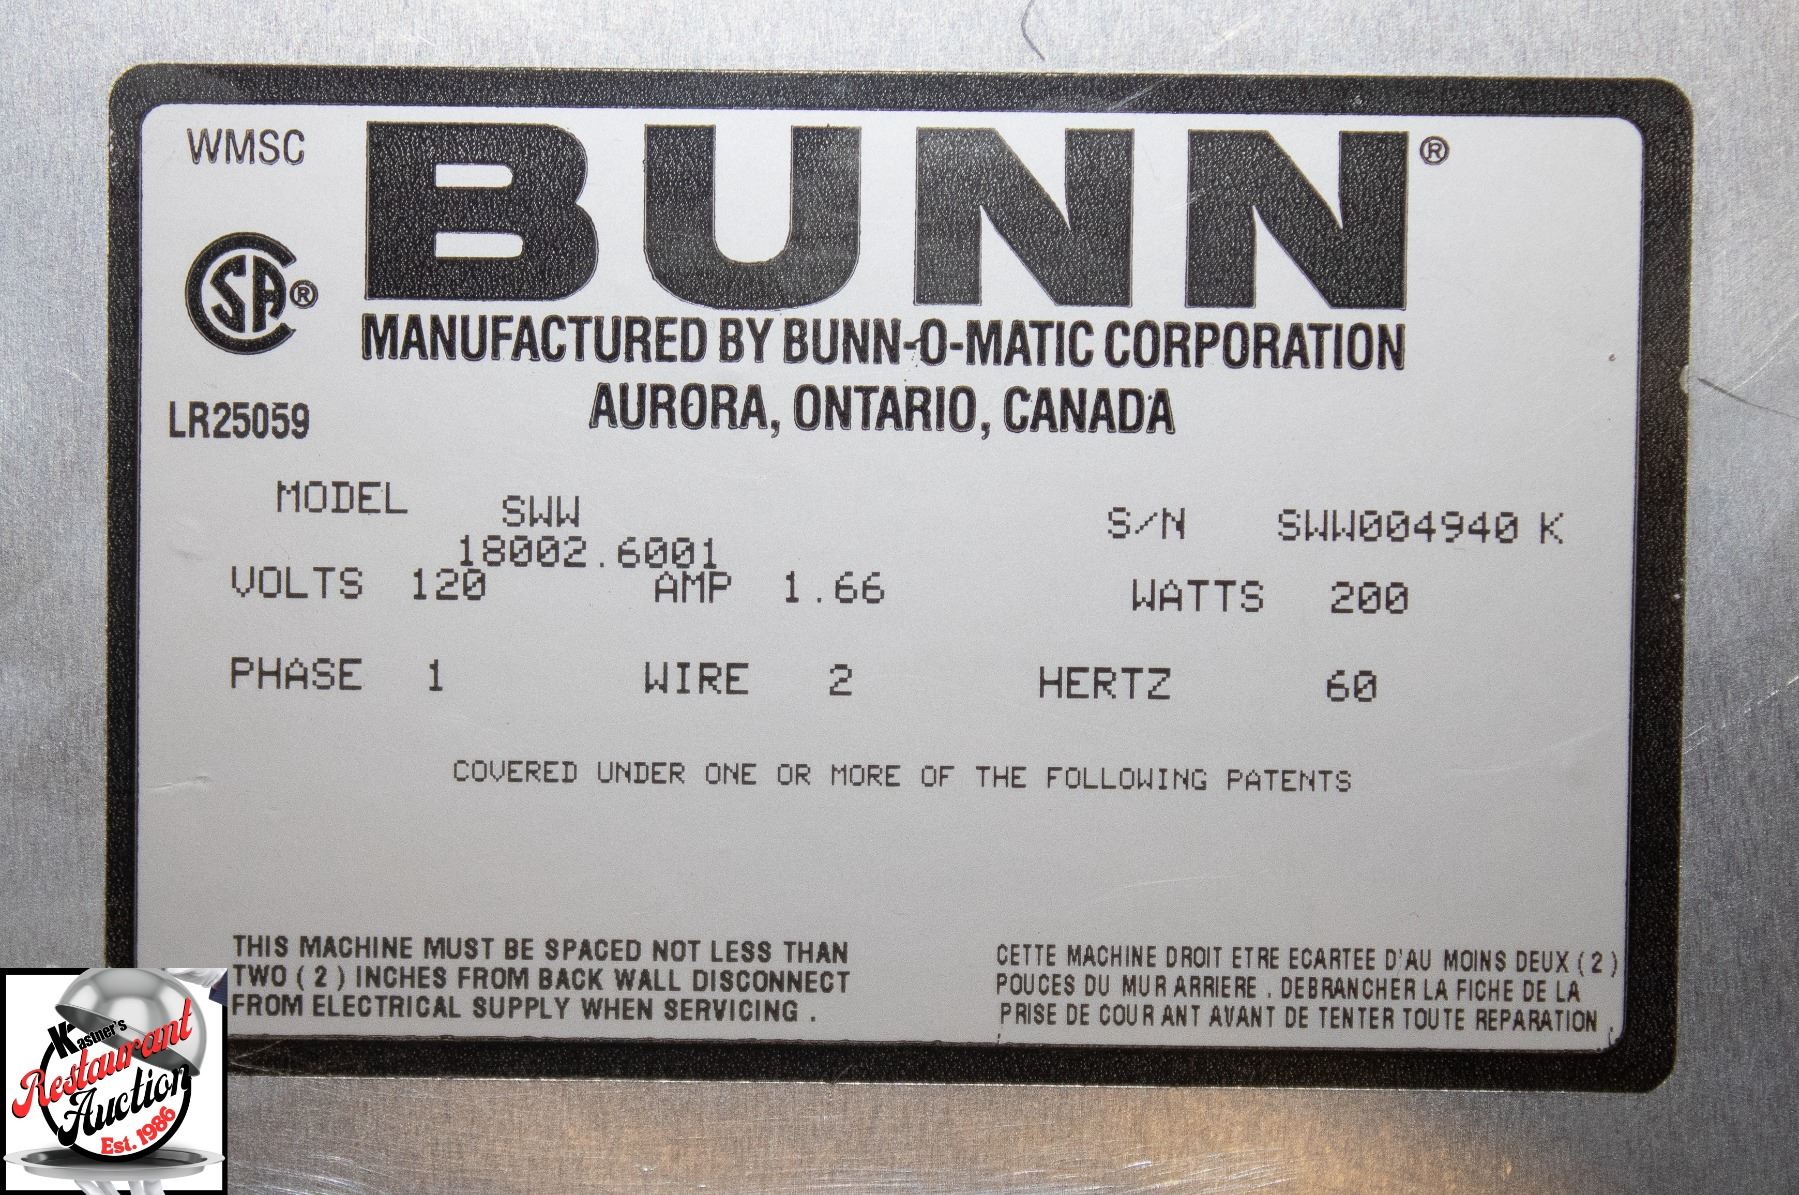 WMSC
BUNN®
CSA®
MANUFACTURED BY BUNN-O-MATIC CORPORATION
LR25059
AURORA, ONTARIO, CANADA
MODEL SWW
18002.6001
S/N SWW004940 K
VOLTS 120 AMP 1.66 WATTS 200
PHASE 1 WIRE 2 HERTZ 60
COVERED UNDER ONE OR MORE OF THE FOLLOWING PATENTS
THIS MACHINE MUST BE SPACED NOT LESS THAN
TWO ( 2 ) INCHES FROM BACK WALL DISCONNECT
FROM ELECTRICAL SUPPLY WHEN SERVICING .
CETTE MACHINE DROIT ETRE ECARTEE D'AU MOINS DEUX ( 2 )
POUCES DU MUR ARRIERE . DEBRANCHER LA FICHE DE LA
PRISE DE COUR ANT AVANT DE TENTER TOUTE REPARATION .
Kastner's
Restaurant
Auction
Est. 1986